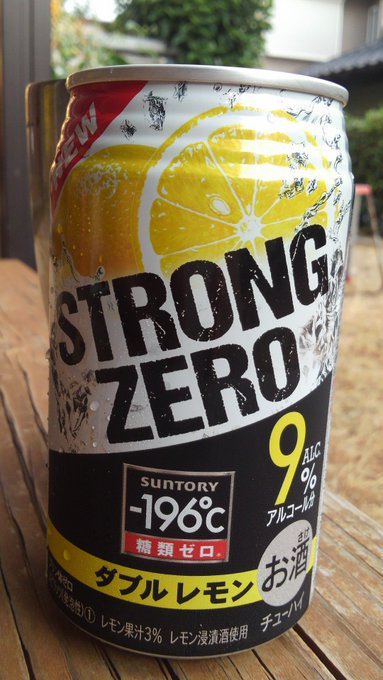 NEW
STRONG
ZERO
9
ALC.
%
アルコール分
SUNTORY
-196℃
糖類ゼロ。
ダブルレモン
さけ
お酒
チューハイ
レモン果汁3% レモン浸漬酒使用